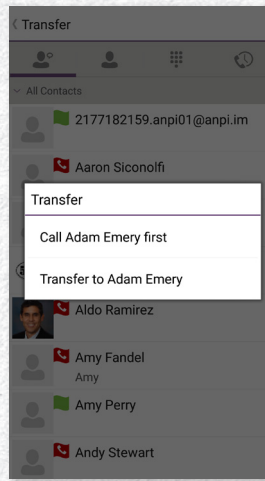 Transfer
All Contacts
2177182159.anpi01@anpi.im
Aaron Siconolfi
Transfer
Call Adam Emery first
Transfer to Adam Emery
Aldo Ramirez
Amy Fandel
Amy
Amy Perry
Andy Stewart